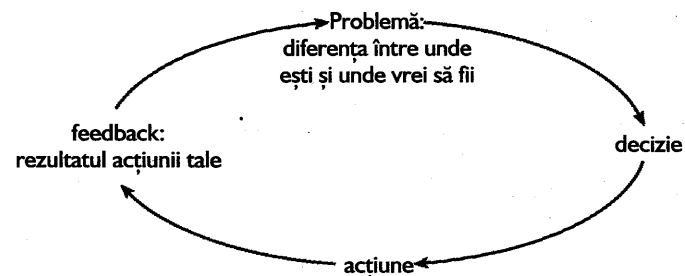 Problemă:
diferența între unde
ești și unde vrei să fii
decizie
acțiune
feedback:
rezultatul acțiunii tale